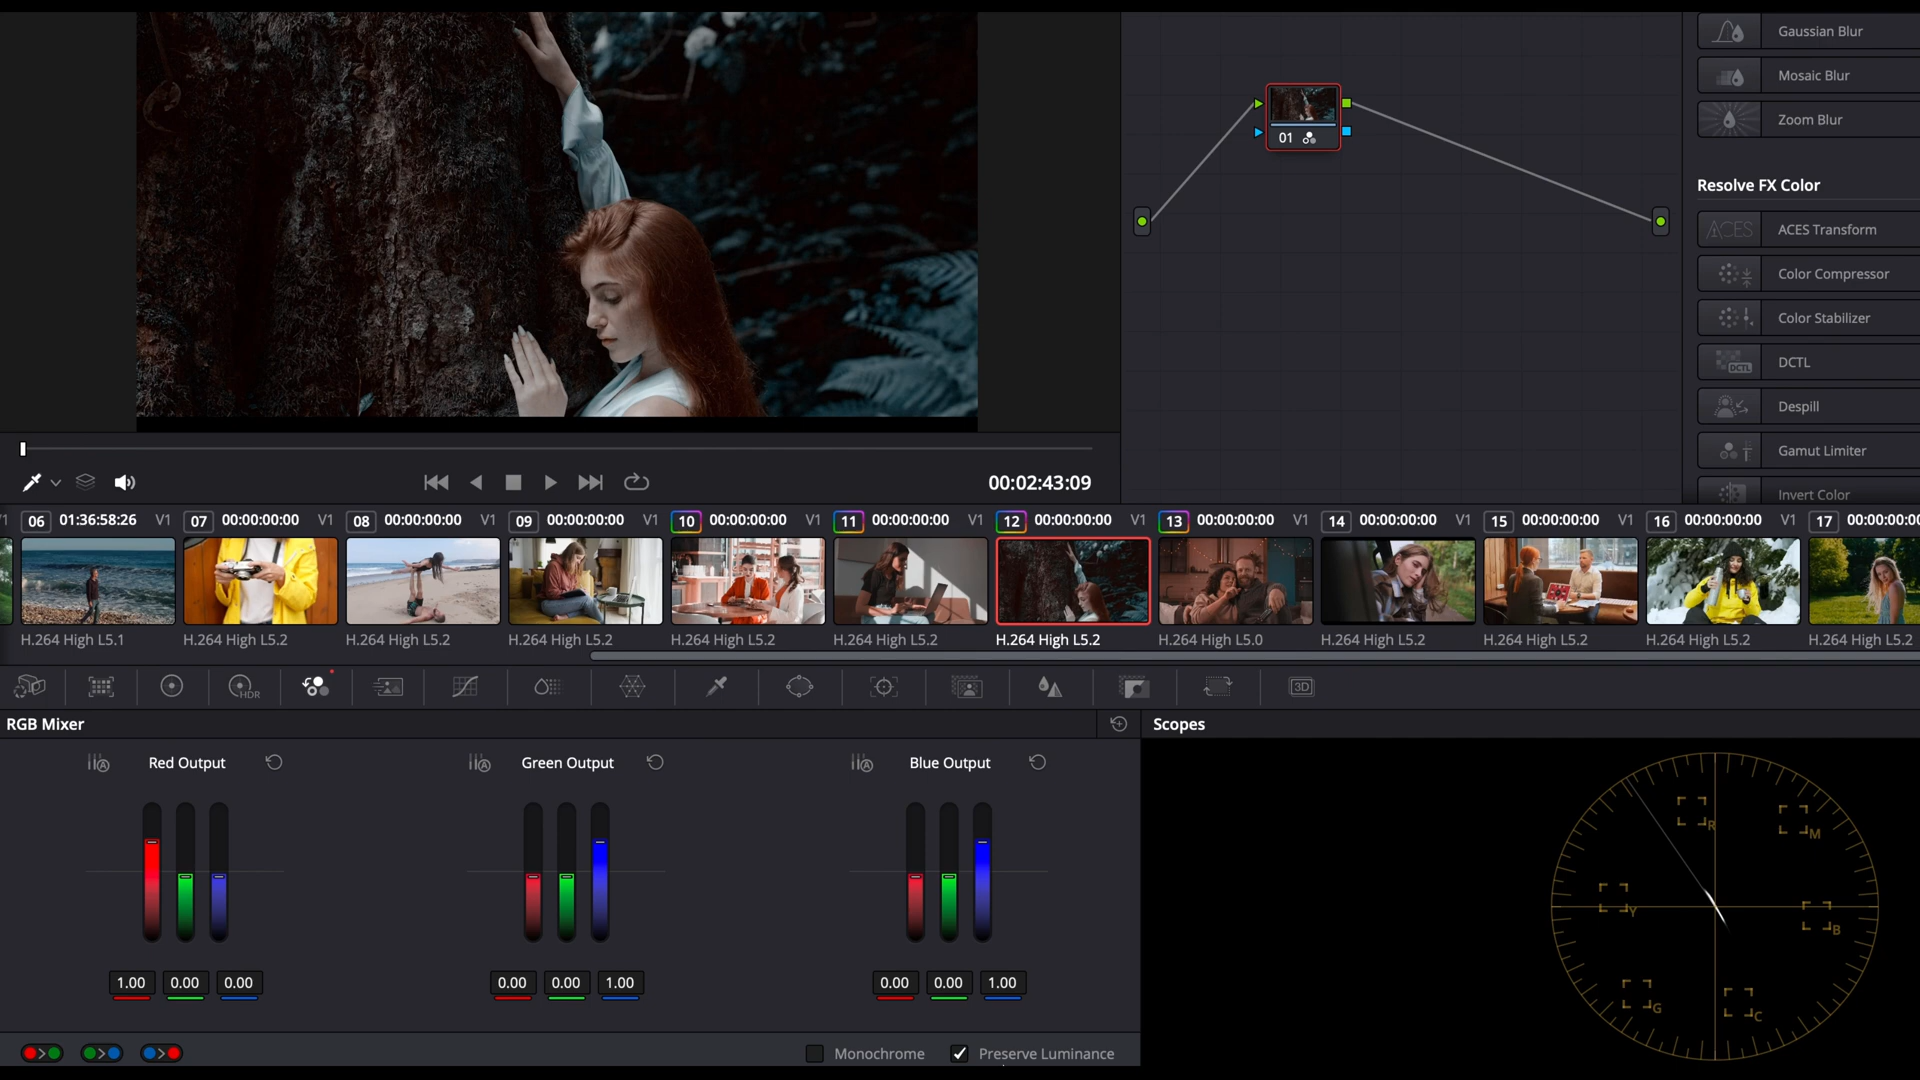 Gaussian Blur
Mosaic Blur
Zoom Blur
Resolve FX Color
ACES ACES Transform
Color Compressor
Color Stabilizer
DCTL DCTL
Despill
Gamut Limiter
Invert Color
01
00:02:43:09
V1 06 01:36:58:26 V1 07 00:00:00:00 V1 08 00:00:00:00 V1 09 00:00:00:00 V1 10 00:00:00:00 V1 11 00:00:00:00 V1 12 00:00:00:00 V1 13 00:00:00:00 V1 14 00:00:00:00 V1 15 00:00:00:00 V1 16 00:00:00:00 V1 17 00:00:00:00
H.264 High L5.1 H.264 High L5.2 H.264 High L5.2 H.264 High L5.2 H.264 High L5.2 H.264 High L5.2 H.264 High L5.2 H.264 High L5.0 H.264 High L5.2 H.264 High L5.2 H.264 High L5.2 H.264 High L5.2
HDR 3D
RGB Mixer Scopes
A Red Output A Green Output A Blue Output
R M
Y B
G C
1.00 0.00 0.00 0.00 0.00 1.00 0.00 0.00 1.00
Monochrome Preserve Luminance